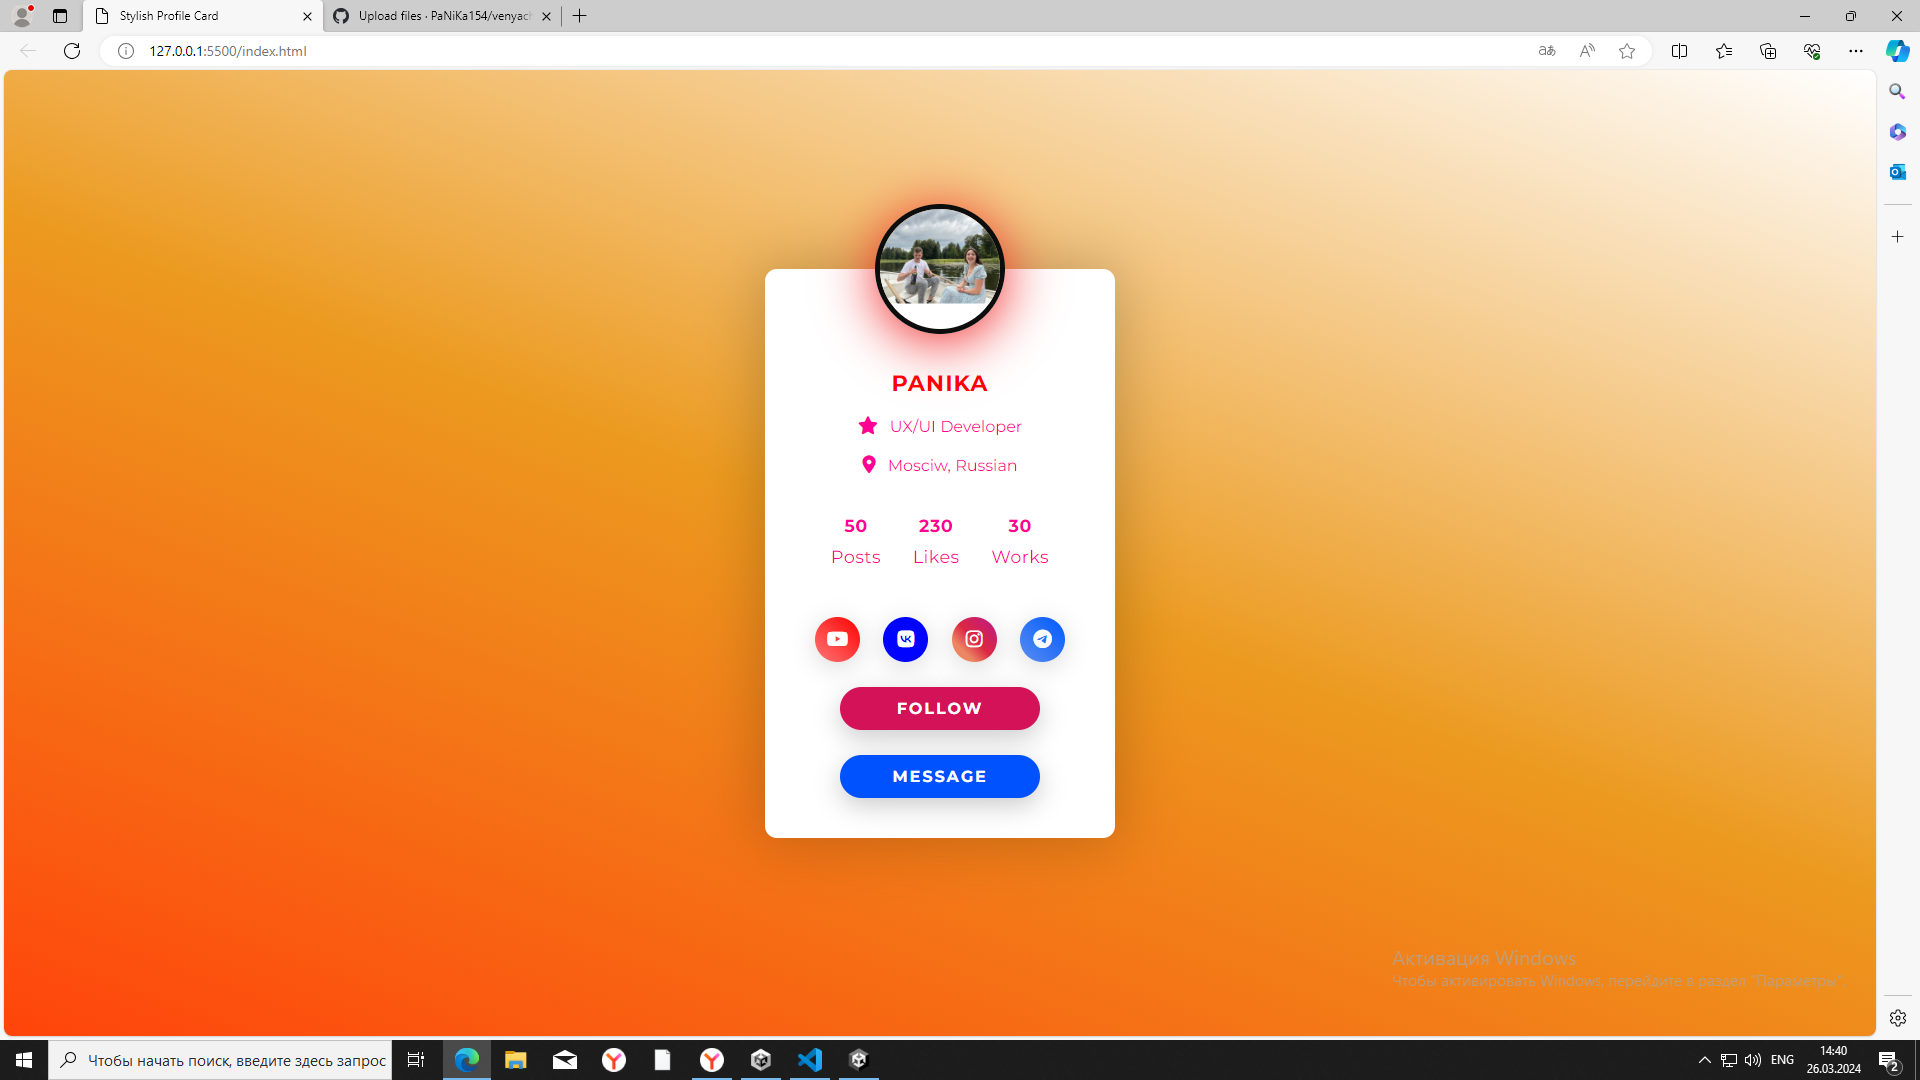 Stylish Profile Card
Upload files · PaNiKa154/venyach
127.0.0.1:5500/index.html
PANIKA
UX/UI Developer
Mosciw, Russian
50 230 30
Posts Likes Works
FOLLOW
MESSAGE
Активация Windows
Чтобы активировать Windows, перейдите в раздел "Параметры".
Чтобы начать поиск, введите здесь запрос
ENG
14:40
26.03.2024
2